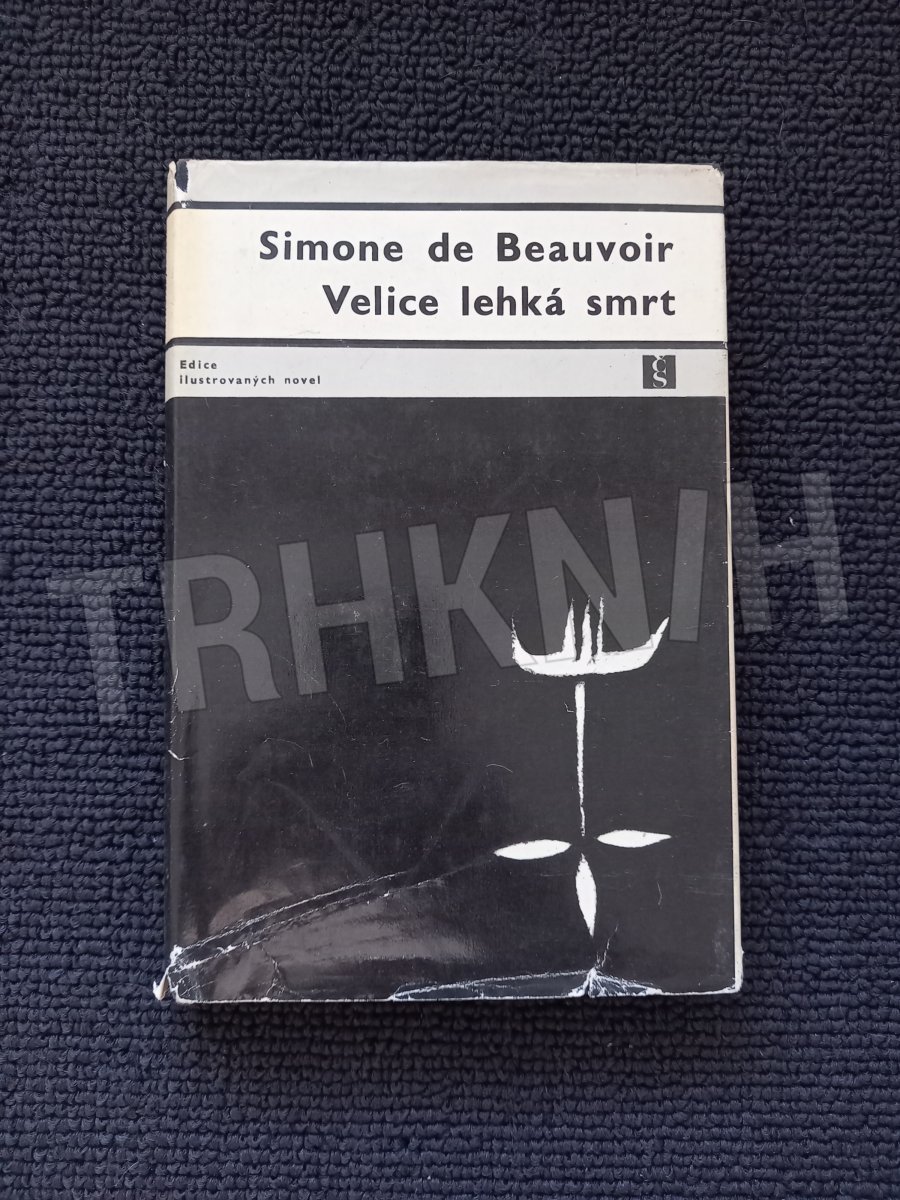 Simone de Beauvoir
Velice lehká smrt
Edice
ilustrovaných novel
ČS
TRHKNIH